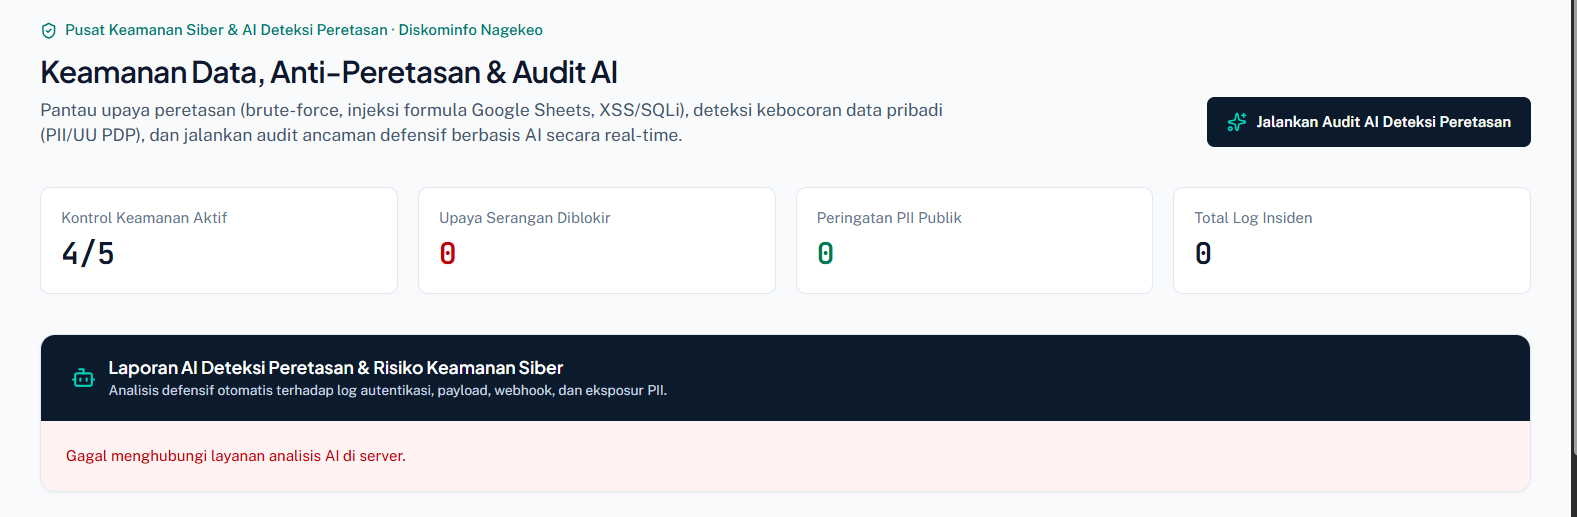 Pusat Keamanan Siber & AI Deteksi Peretasan · Diskominfo Nagekeo
Keamanan Data, Anti-Peretasan & Audit AI
Pantau upaya peretasan (brute-force, injeksi formula Google Sheets, XSS/SQLi), deteksi kebocoran data pribadi
(PII/UU PDP), dan jalankan audit ancaman defensif berbasis AI secara real-time.
Jalankan Audit AI Deteksi Peretasan
Kontrol Keamanan Aktif
4/5
Upaya Serangan Diblokir
0
Peringatan PII Publik
0
Total Log Insiden
0
Laporan AI Deteksi Peretasan & Risiko Keamanan Siber
Analisis defensif otomatis terhadap log autentikasi, payload, webhook, dan eksposur PII.
Gagal menghubungi layanan analisis AI di server.